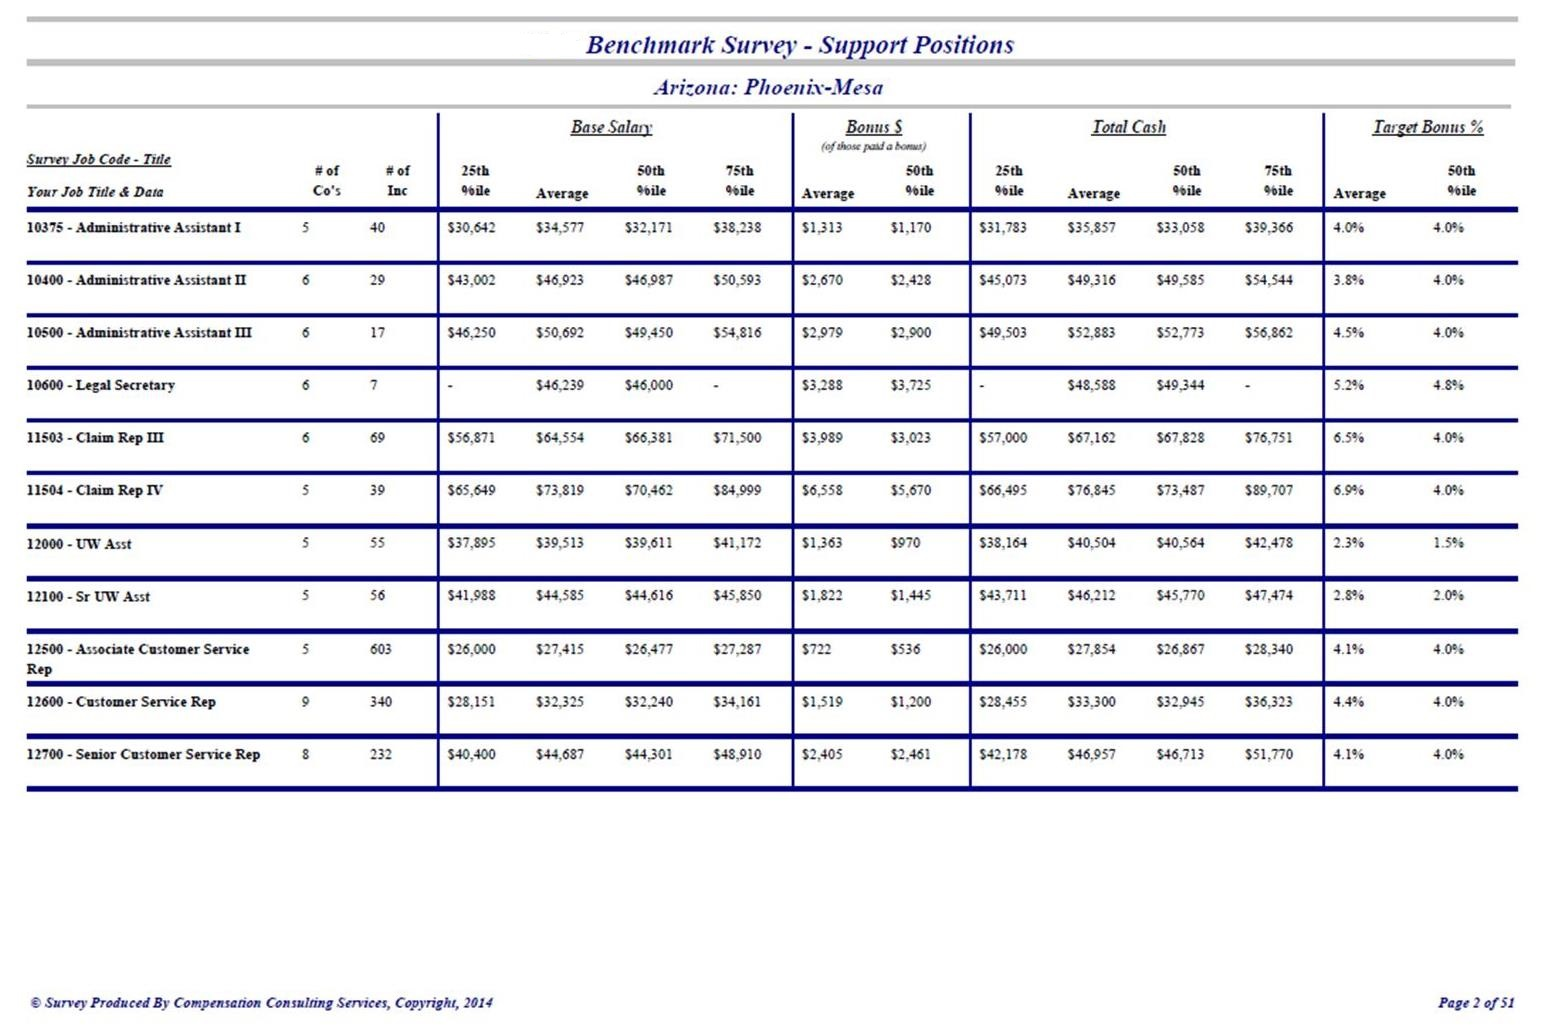 Benchmark Survey - Support Positions
Arizona: Phoenix-Mesa
Base Salary Bonus $ Total Cash Target Bonus %
(of those paid a bonus)
Survey Job Code - Title # of # of 25th 50th 75th 50th 25th 50th 75th 50th
Your Job Title & Data Co's Inc %ile Average %ile %ile Average %ile %ile Average %ile %ile Average %ile
10375 - Administrative Assistant I 5 40 $30,642 $34,577 $32,171 $38,238 $1,313 $1,170 $31,783 $35,857 $33,058 $39,366 4.0% 4.0%
10400 - Administrative Assistant II 6 29 $43,002 $46,923 $46,987 $50,593 $2,670 $2,428 $45,073 $49,316 $49,585 $54,544 3.8% 4.0%
10500 - Administrative Assistant III 6 17 $46,250 $50,692 $49,450 $54,816 $2,979 $2,900 $49,503 $52,883 $52,773 $56,862 4.5% 4.0%
10600 - Legal Secretary 6 7 - $46,239 $46,000 - $3,288 $3,725 - $48,588 $49,344 - 5.2% 4.8%
11503 - Claim Rep III 6 69 $56,871 $64,554 $66,381 $71,500 $3,989 $3,023 $57,000 $67,162 $67,828 $76,751 6.5% 4.0%
11504 - Claim Rep IV 5 39 $65,649 $73,819 $70,462 $84,999 $6,558 $5,670 $66,495 $76,845 $73,487 $89,707 6.9% 4.0%
12000 - UW Asst 5 55 $37,895 $39,513 $39,611 $41,172 $1,363 $970 $38,164 $40,504 $40,564 $42,478 2.3% 1.5%
12100 - Sr UW Asst 5 56 $41,988 $44,585 $44,616 $45,850 $1,822 $1,445 $43,711 $46,212 $45,770 $47,474 2.8% 2.0%
12500 - Associate Customer Service 5 603 $26,000 $27,415 $26,477 $27,287 $722 $536 $26,000 $27,854 $26,867 $28,340 4.1% 4.0%
Rep
12600 - Customer Service Rep 9 340 $28,151 $32,325 $32,240 $34,161 $1,519 $1,200 $28,455 $33,300 $32,945 $36,323 4.4% 4.0%
12700 - Senior Customer Service Rep 8 232 $40,400 $44,687 $44,301 $48,910 $2,405 $2,461 $42,178 $46,957 $46,713 $51,770 4.1% 4.0%
© Survey Produced By Compensation Consulting Services, Copyright, 2014 Page 2 of 51